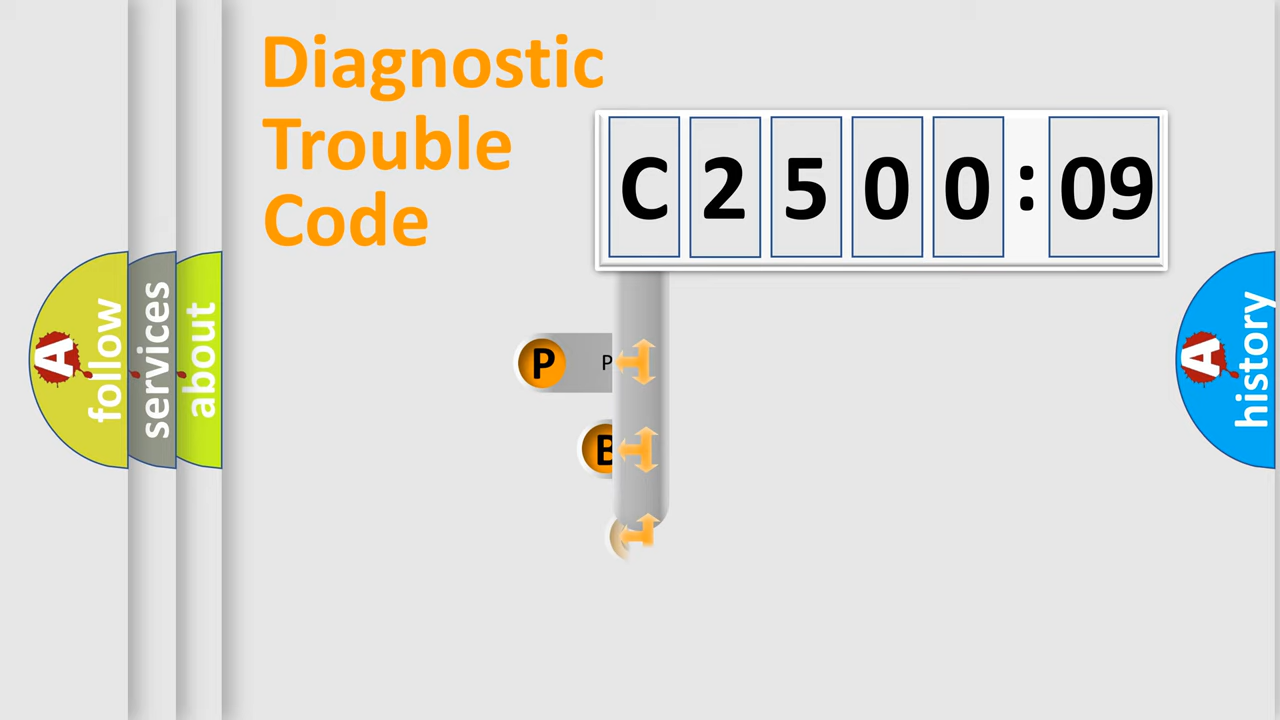 Diagnostic
Trouble
Code
C 2 5 0 0 : 09
P P
B
A follow
services
about
A history